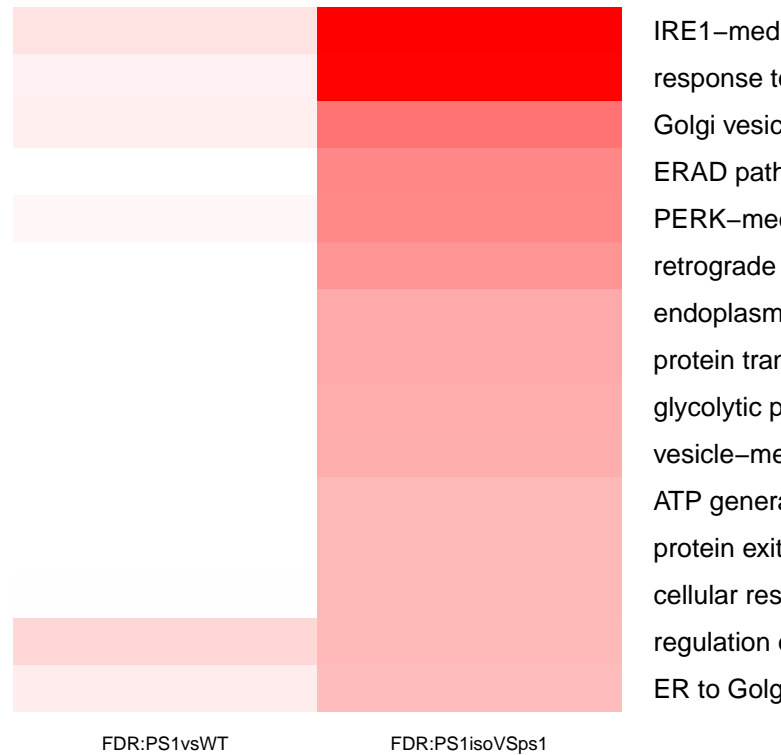 IRE1−med
response t
Golgi vesic
ERAD path
PERK−me
retrograde
endoplasm
protein tra
glycolytic p
vesicle−me
ATP genera
protein exit
cellular res
regulation
ER to Golg
FDR:PS1vsWT FDR:PS1isoVSps1